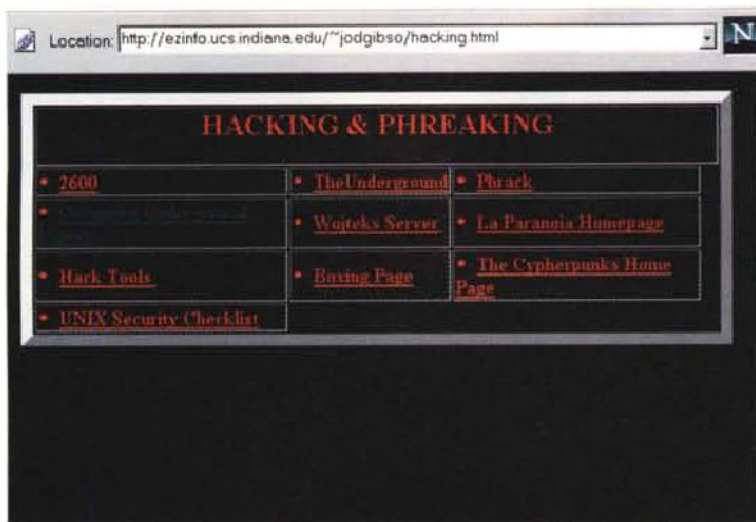 Location: http://ezinfo.ucs.indiana.edu/~jodgibso/hacking.html
N
HACKING & PHREAKING
2600
TheUnderground
Phrack
Wojteks Server
La Paranoia Homepage
Hack Tools
Boxing Page
The Cypherpunks Home
Page
UNIX Security Checklist